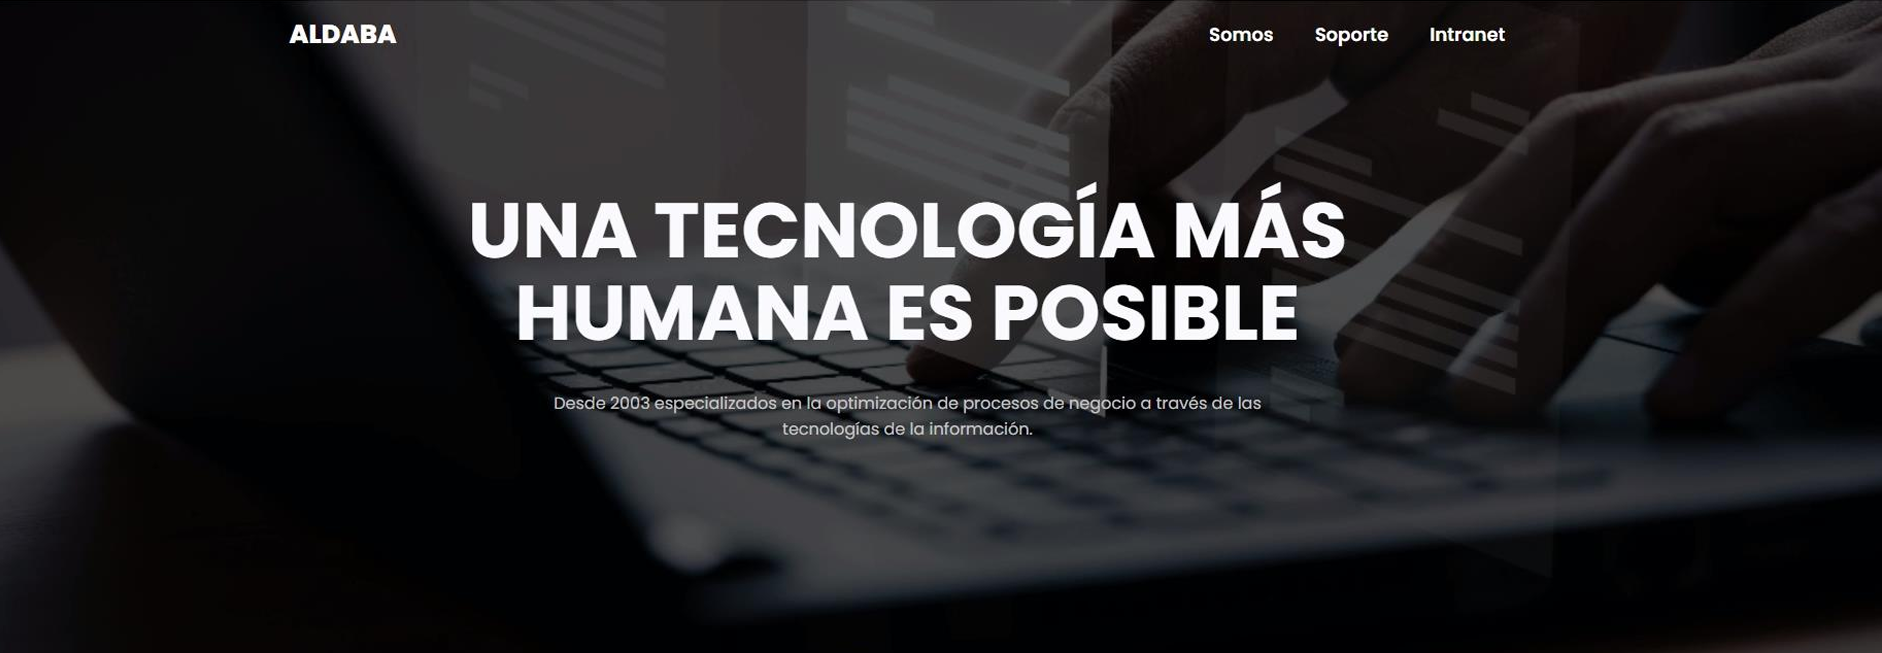 ALDABA
Somos Soporte Intranet
UNA TECNOLOGÍA MÁS
HUMANA ES POSIBLE
Desde 2003 especializados en la optimización de procesos de negocio a través de las
tecnologías de la información.